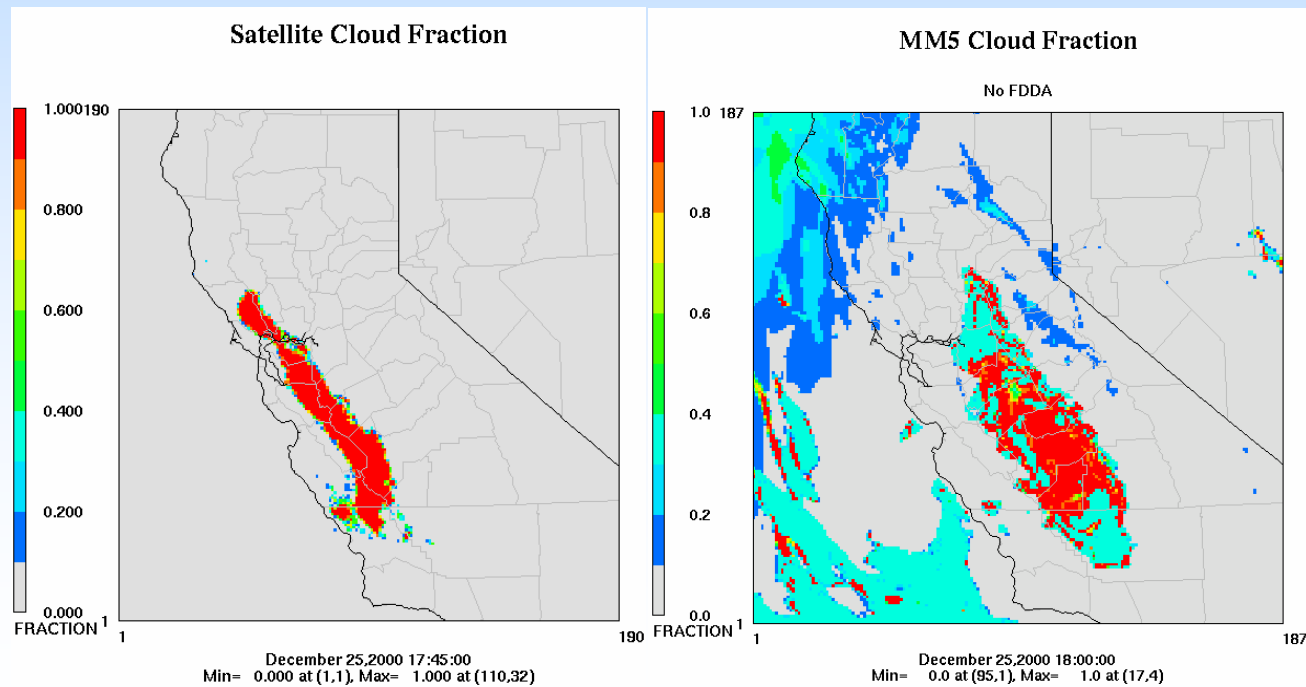 Satellite Cloud Fraction
1.000
0.800
0.600
0.400
0.200
0.000
FRACTION
190
1
1
190
December 25,2000 17:45:00
Min= 0.000 at (1,1), Max= 1.000 at (110,32)
MM5 Cloud Fraction
No FDDA
1.0
0.8
0.6
0.4
0.2
0.0
FRACTION
187
1
1
187
December 25,2000 18:00:00
Min= 0.0 at (95,1), Max= 1.0 at (17,4)